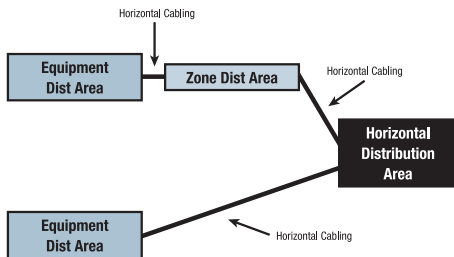 Horizontal Cabling
Equipment
Dist Area
Zone Dist Area
Horizontal Cabling
Horizontal
Distribution
Area
Equipment
Dist Area
Horizontal Cabling